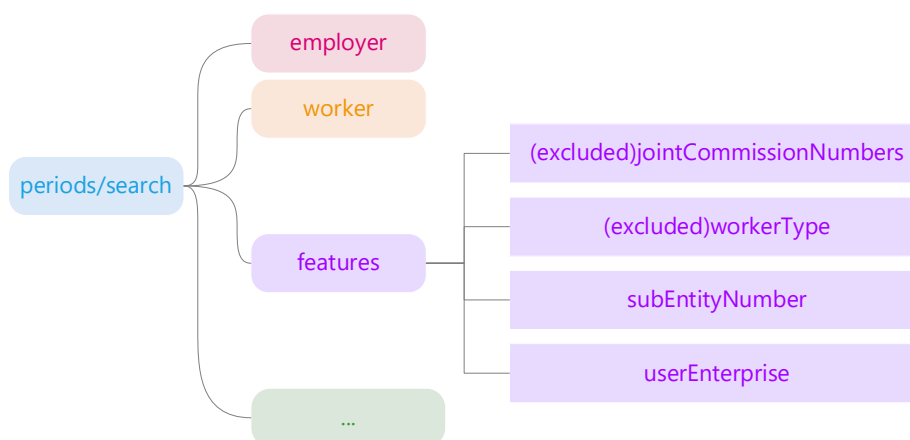 employer
worker
periods/search
features
...
(excluded)jointCommissionNumbers
(excluded)workerType
subEntityNumber
userEnterprise